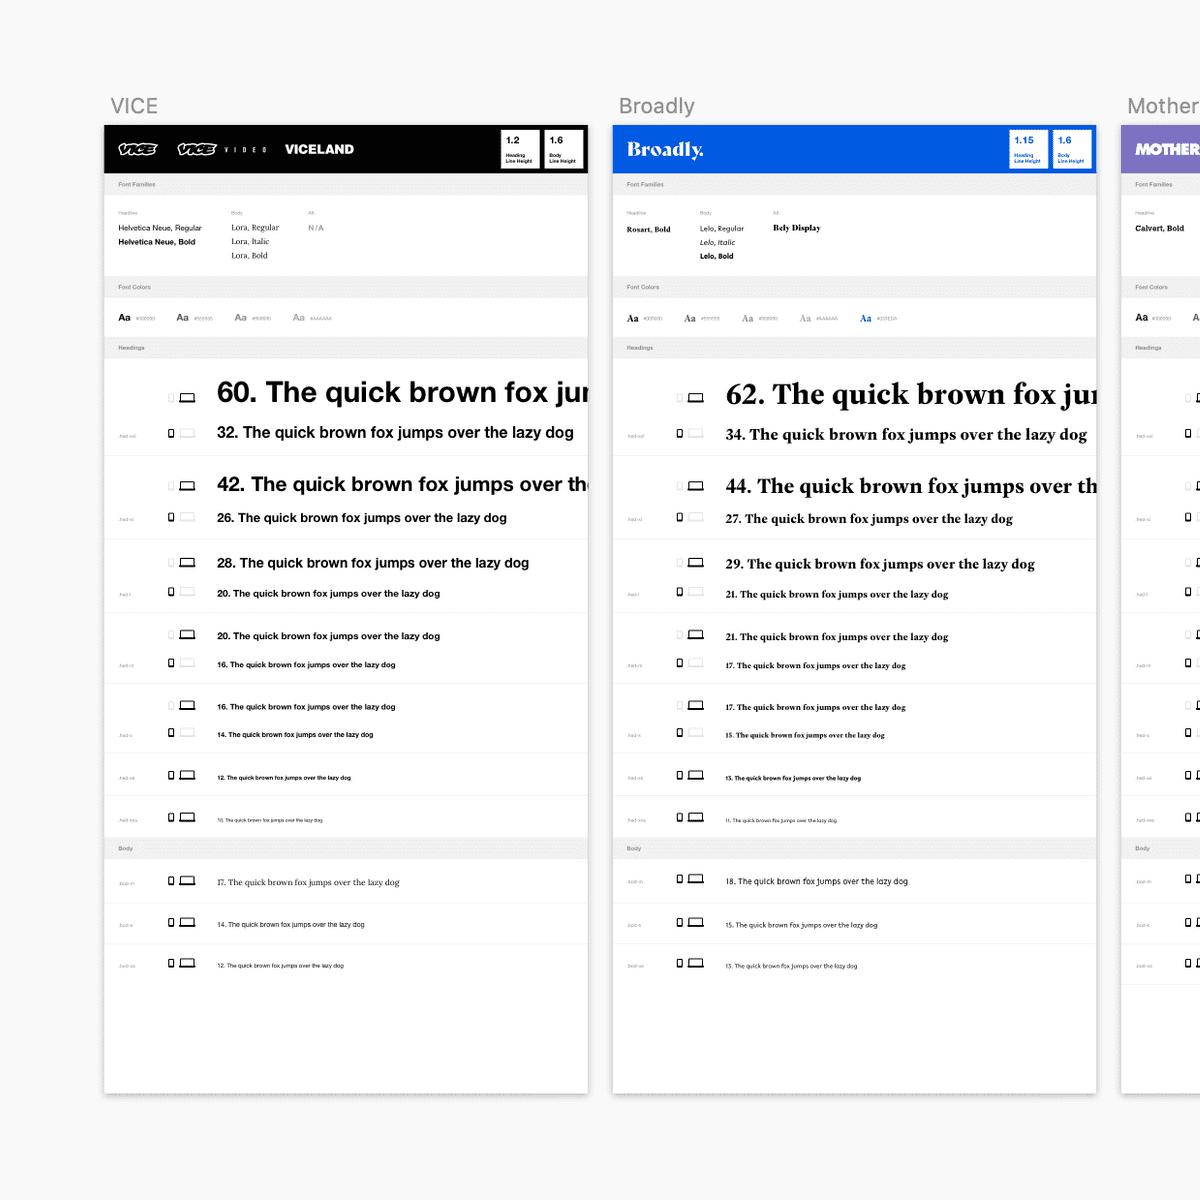 VICE
VICE VICE VIDEO VICELAND
1.2
Heading
Line Height
1.6
Body
Line Height
Font Families
Headline
Helvetica Neue, Regular
Helvetica Neue, Bold
Body
Lora, Regular
Lora, Italic
Lora, Bold
Alt.
N/A
Font Colors
Aa Aa Aa Aa #AAAAAA
Headings
60. The quick brown fox jur
32. The quick brown fox jumps over the lazy dog
42. The quick brown fox jumps over th
26. The quick brown fox jumps over the lazy dog
28. The quick brown fox jumps over the lazy dog
20. The quick brown fox jumps over the lazy dog
20. The quick brown fox jumps over the lazy dog
16. The quick brown fox jumps over the lazy dog
16. The quick brown fox jumps over the lazy dog
14. The quick brown fox jumps over the lazy dog
12. The quick brown fox jumps over the lazy dog
10. The quick brown fox jumps over the lazy dog
Body
17. The quick brown fox jumps over the lazy dog
14. The quick brown fox jumps over the lazy dog
12. The quick brown fox jumps over the lazy dog
Broadly
Broadly.
1.15
Heading
Line Height
1.6
Body
Line Height
Font Families
Headline
Rosart, Bold
Body
Lelo, Regular
Lelo, Italic
Lelo, Bold
Alt.
Bely Display
Font Colors
Aa Aa Aa Aa #AAAAAA Aa
Headings
62. The quick brown fox jur
34. The quick brown fox jumps over the lazy dog
44. The quick brown fox jumps over th
27. The quick brown fox jumps over the lazy dog
29. The quick brown fox jumps over the lazy dog
21. The quick brown fox jumps over the lazy dog
21. The quick brown fox jumps over the lazy dog
17. The quick brown fox jumps over the lazy dog
17. The quick brown fox jumps over the lazy dog
15. The quick brown fox jumps over the lazy dog
13. The quick brown fox jumps over the lazy dog
11. The quick brown fox jumps over the lazy dog
Body
18. The quick brown fox jumps over the lazy dog
15. The quick brown fox jumps over the lazy dog
13. The quick brown fox jumps over the lazy dog
Mother
MOTHER
Font Families
Headline
Calvert, Bold
Font Colors
Aa
Headings
Body